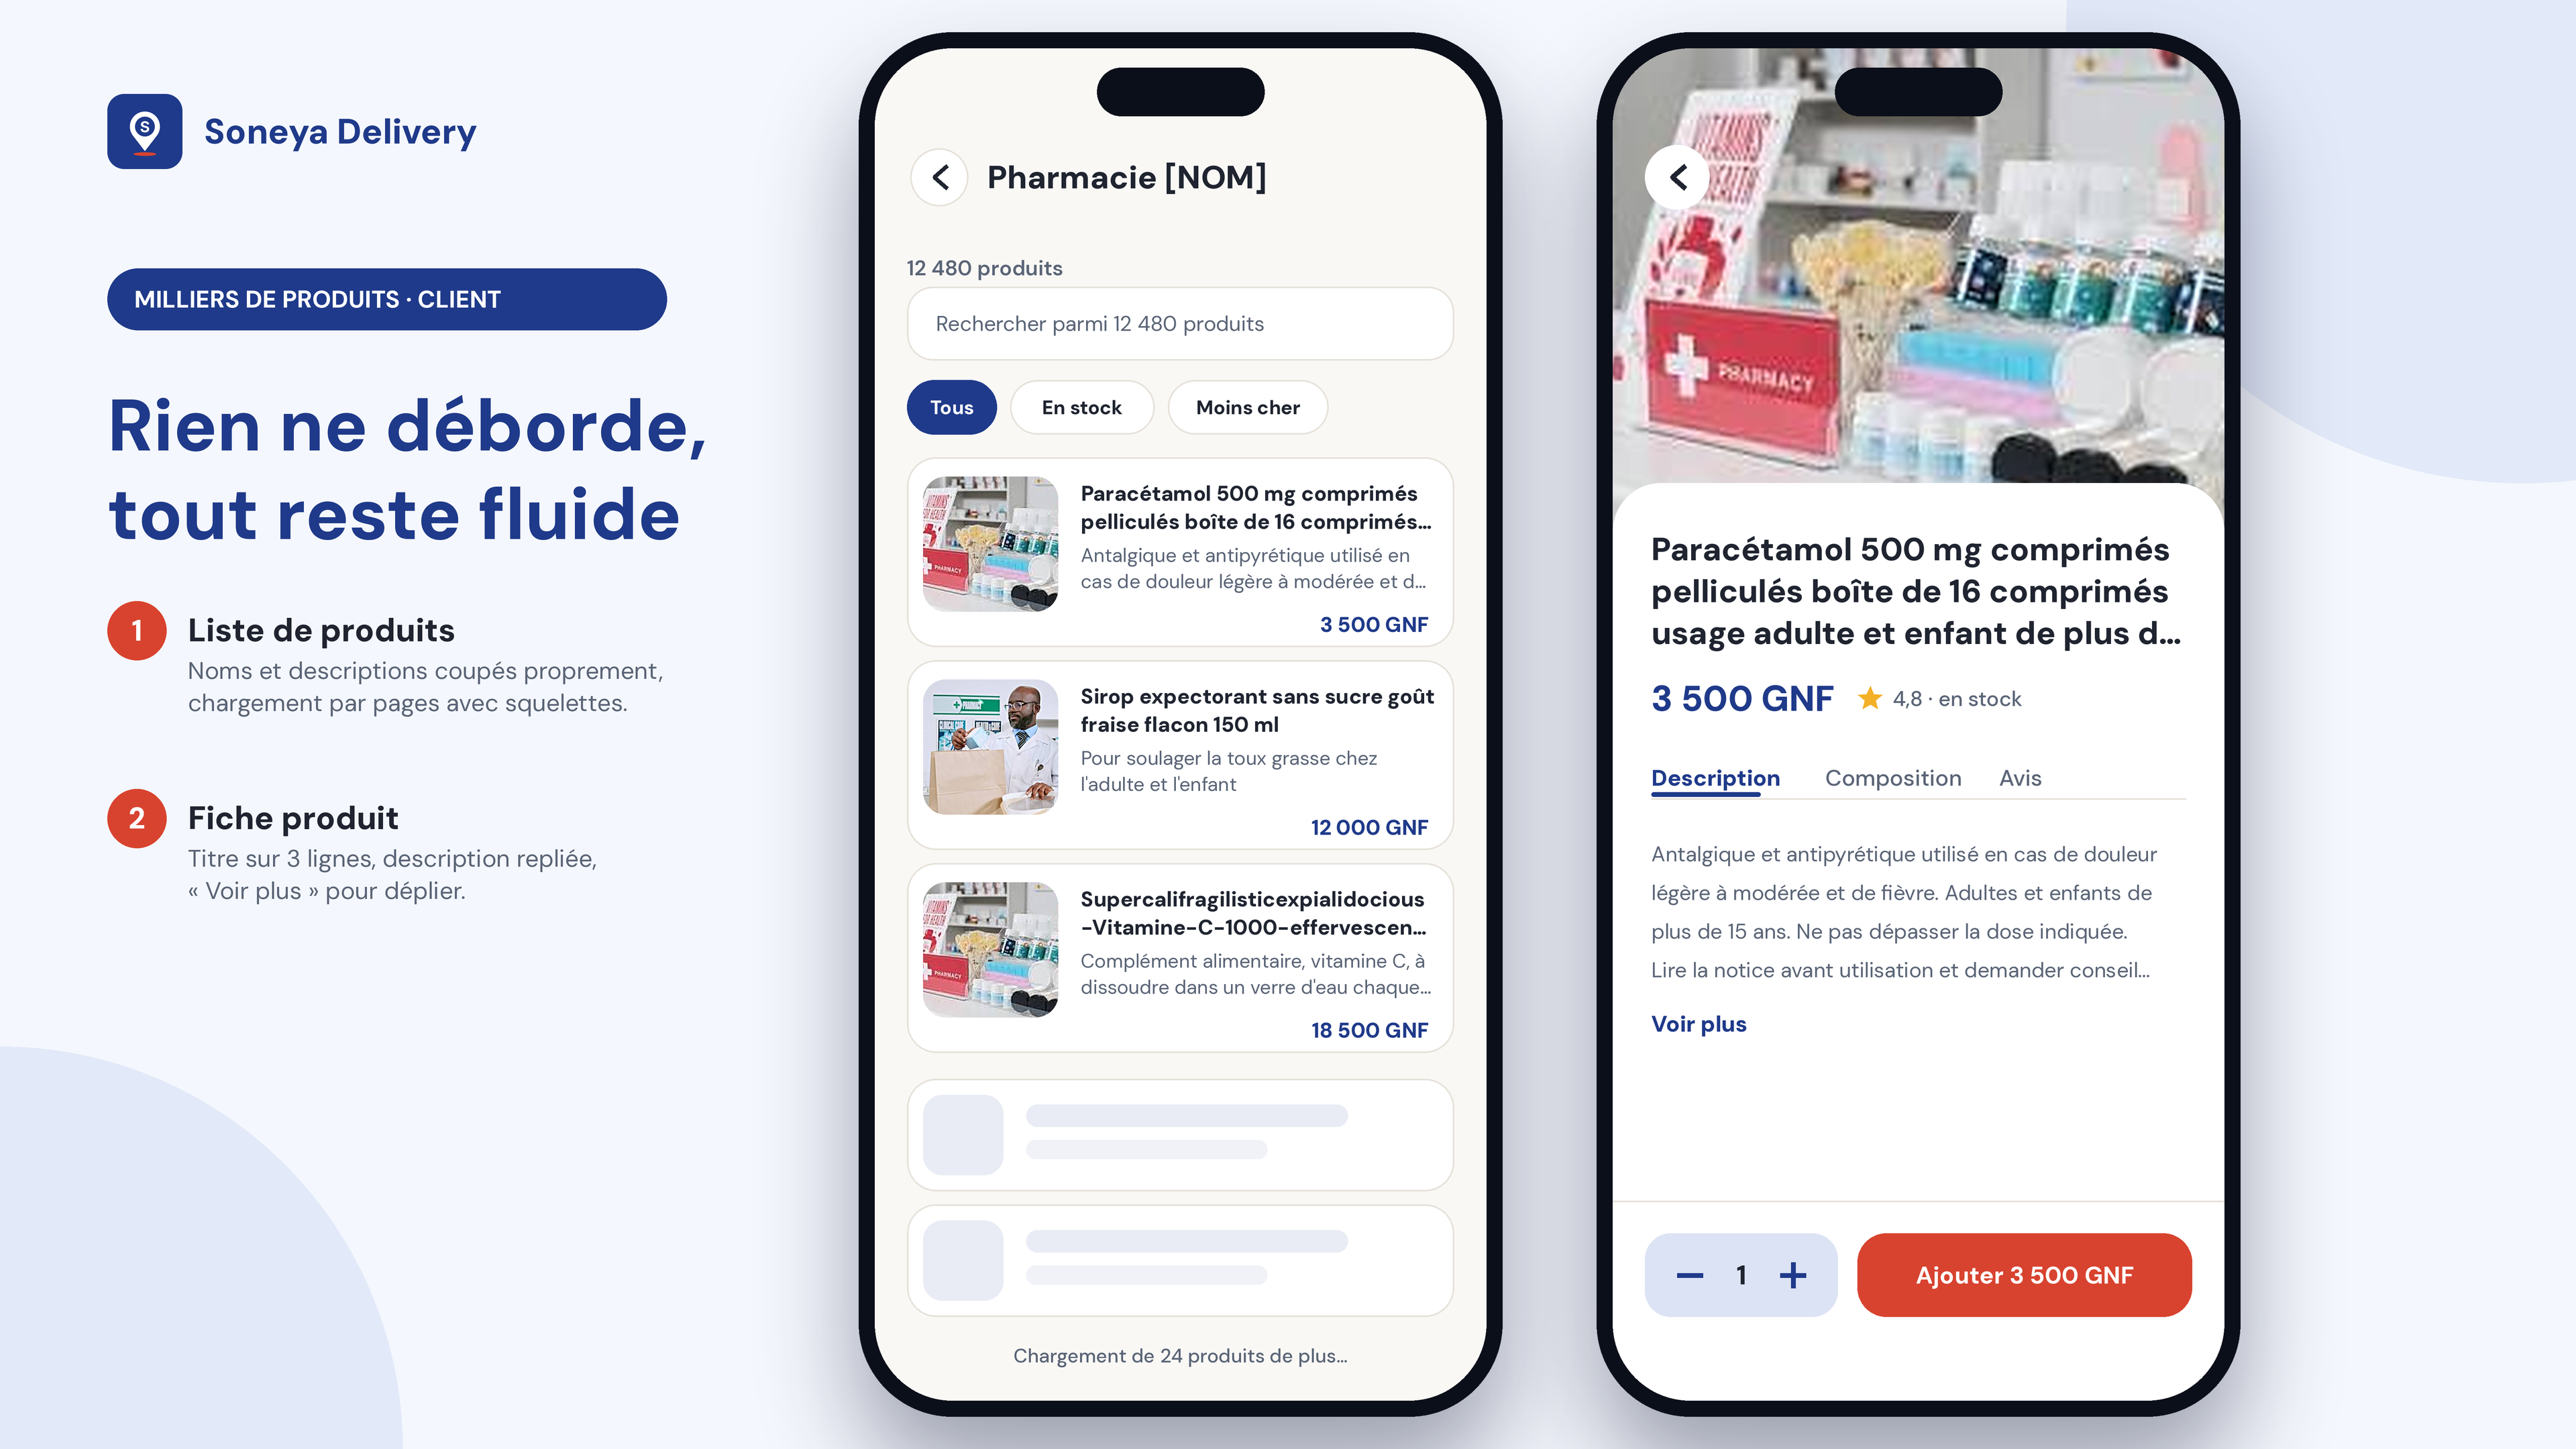 S
Soneya Delivery
MILLIERS DE PRODUITS · CLIENT
Rien ne déborde,
tout reste fluide
1
Liste de produits
Noms et descriptions coupés proprement,
chargement par pages avec squelettes.
2
Fiche produit
Titre sur 3 lignes, description repliée,
« Voir plus » pour déplier.
Pharmacie [NOM]
12 480 produits
Rechercher parmi 12 480 produits
Tous
En stock
Moins cher
VITAMINS
FOR HEALTH
PHARMACY
Paracétamol 500 mg comprimés
pelliculés boîte de 16 comprimés...
Antalgique et antipyrétique utilisé en
cas de douleur légère à modérée et d...
3 500 GNF
Sirop expectorant sans sucre goût
fraise flacon 150 ml
Pour soulager la toux grasse chez
l'adulte et l'enfant
12 000 GNF
VITAMINS
FOR HEALTH
PHARMACY
Supercalifragilisticexpialidocious
-Vitamine-C-1000-effervescen...
Complément alimentaire, vitamine C, à
dissoudre dans un verre d'eau chaque...
18 500 GNF
Chargement de 24 produits de plus...
VITAMINS
PHARMACY
Paracétamol 500 mg comprimés
pelliculés boîte de 16 comprimés
usage adulte et enfant de plus d...
3 500 GNF
4,8 · en stock
Description
Composition
Avis
Antalgique et antipyrétique utilisé en cas de douleur
légère à modérée et de fièvre. Adultes et enfants de
plus de 15 ans. Ne pas dépasser la dose indiquée.
Lire la notice avant utilisation et demander conseil...
Voir plus
− 1 +
Ajouter 3 500 GNF